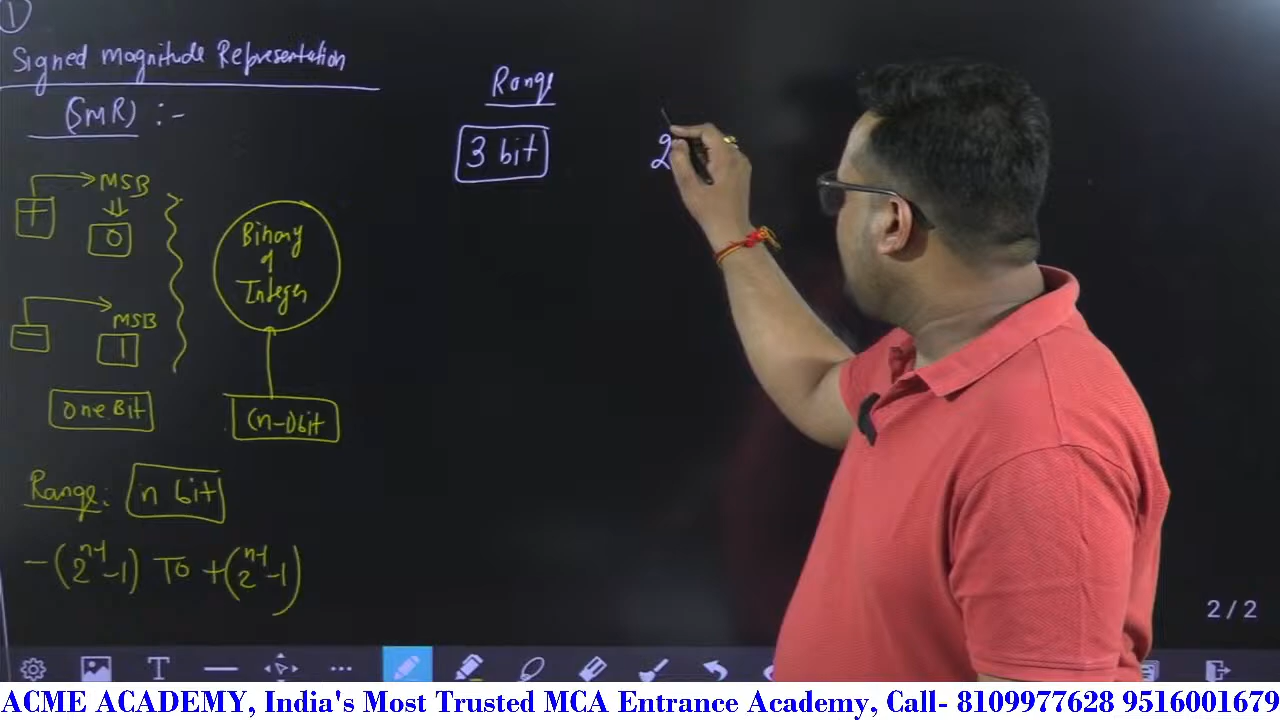 1
Signed Magnitude Representation
(SMR) :-
+ MSB
0
- MSB
1
one Bit
Binary
of
Integer
(n-1)bit
Range: n bit
-(2^{n-1}-1) TO +(2^{n-1}-1)
Range
3 bit
2
2/2
T
ACME ACADEMY, India's Most Trusted MCA Entrance Academy, Call- 8109977628 9516001679